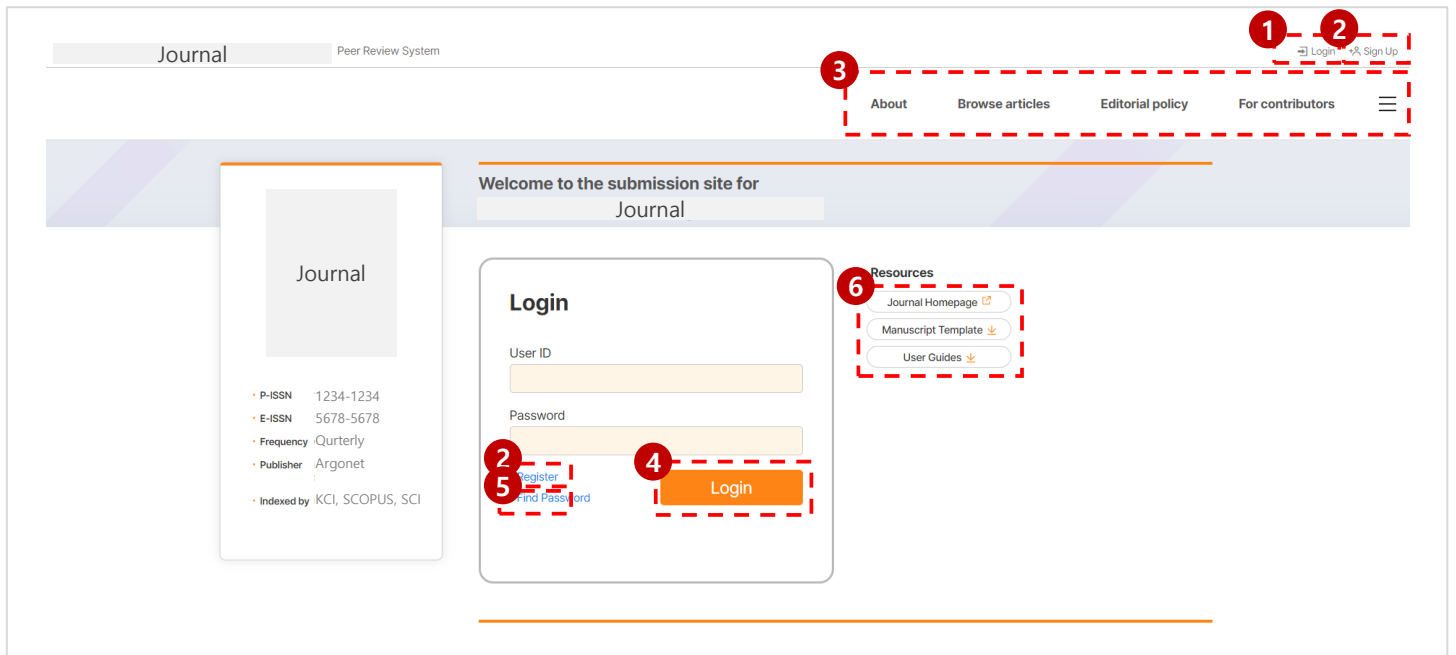 1 2
Journal Peer Review System Login Sign Up
3
About Browse articles Editorial policy For contributors
Welcome to the submission site for
Journal
Journal
P-ISSN 1234-1234
E-ISSN 5678-5678
Frequency Qurterly
Publisher Argonet
Indexed by KCI, SCOPUS, SCI
Login
User ID
Password
2 Register
5 Find Password
4 Login
Resources
6
Journal Homepage
Manuscript Template
User Guides